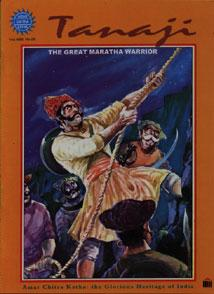 Tanaji
THE GREAT MARATHA WARRIOR
Amar Chitra Katha: the Glorious Heritage of India